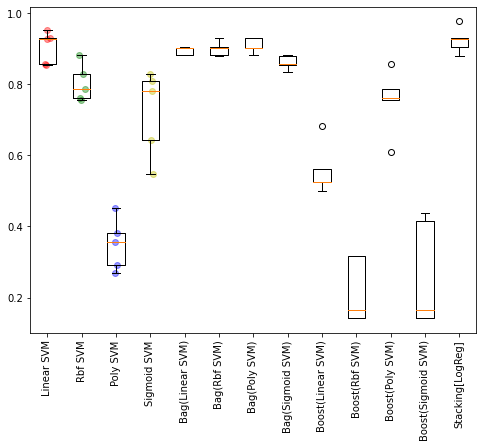 1.0
0.8
0.6
0.4
0.2
Linear SVM
Rbf SVM
Poly SVM
Sigmoid SVM
Bag(Linear SVM)
Bag(Rbf SVM)
Bag(Poly SVM)
Bag(Sigmoid SVM)
Boost(Linear SVM)
Boost(Rbf SVM)
Boost(Poly SVM)
Boost(Sigmoid SVM)
Stacking[LogReg]